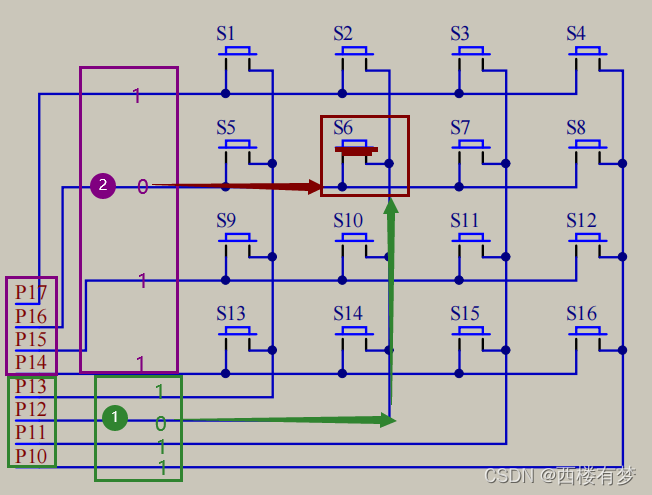 S1 S2 S3 S4
1
S5 S6 S7 S8
2 0
S9 S10 S11 S12
1
P17
P16
P15
P14
S13 S14 S15 S16
1
P13 1
P12 1 0
P11 1
P10 1
CSDN @西楼有梦